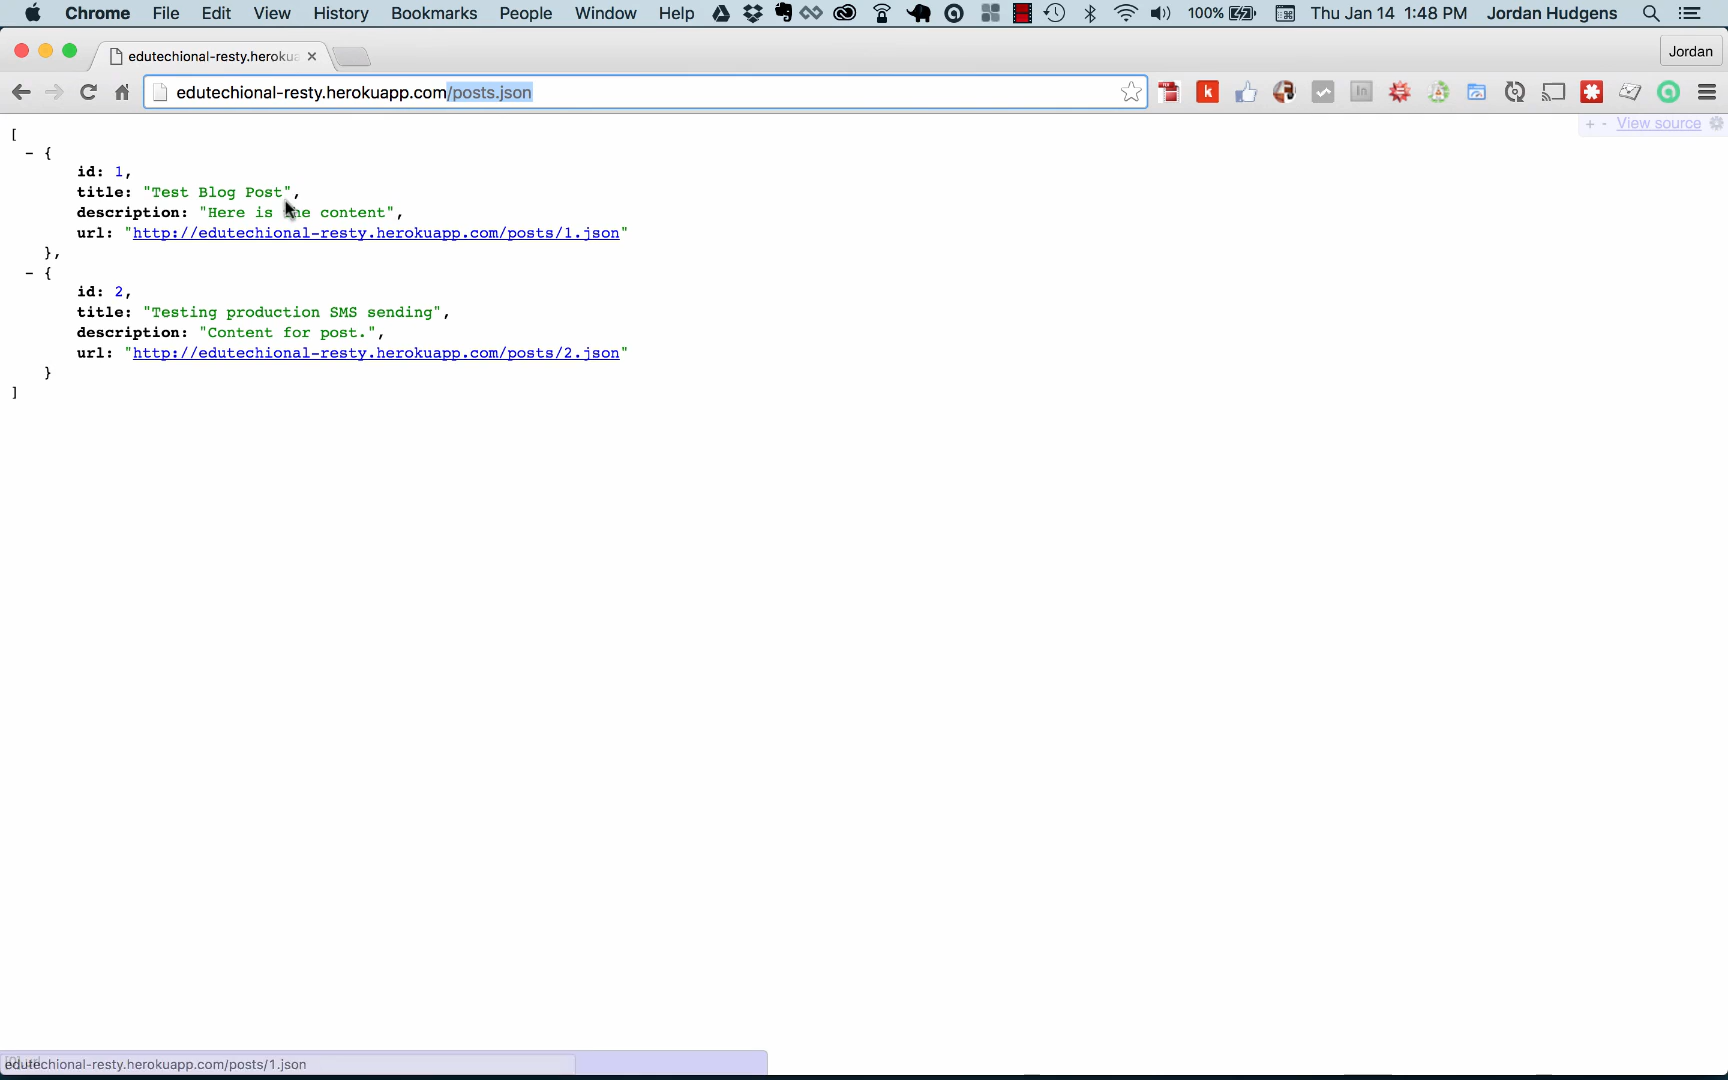 Chrome File Edit View History Bookmarks People Window Help 100% Thu Jan 14 1:48 PM Jordan Hudgens
edutechional-resty.heroku Jordan
edutechional-resty.herokuapp.com/posts.json
+ - View source
[
- {
id: 1,
title: "Test Blog Post",
description: "Here is the content",
url: "http://edutechional-resty.herokuapp.com/posts/1.json"
},
- {
id: 2,
title: "Testing production SMS sending",
description: "Content for post.",
url: "http://edutechional-resty.herokuapp.com/posts/2.json"
}
]
edutechional-resty.herokuapp.com/posts/1.json